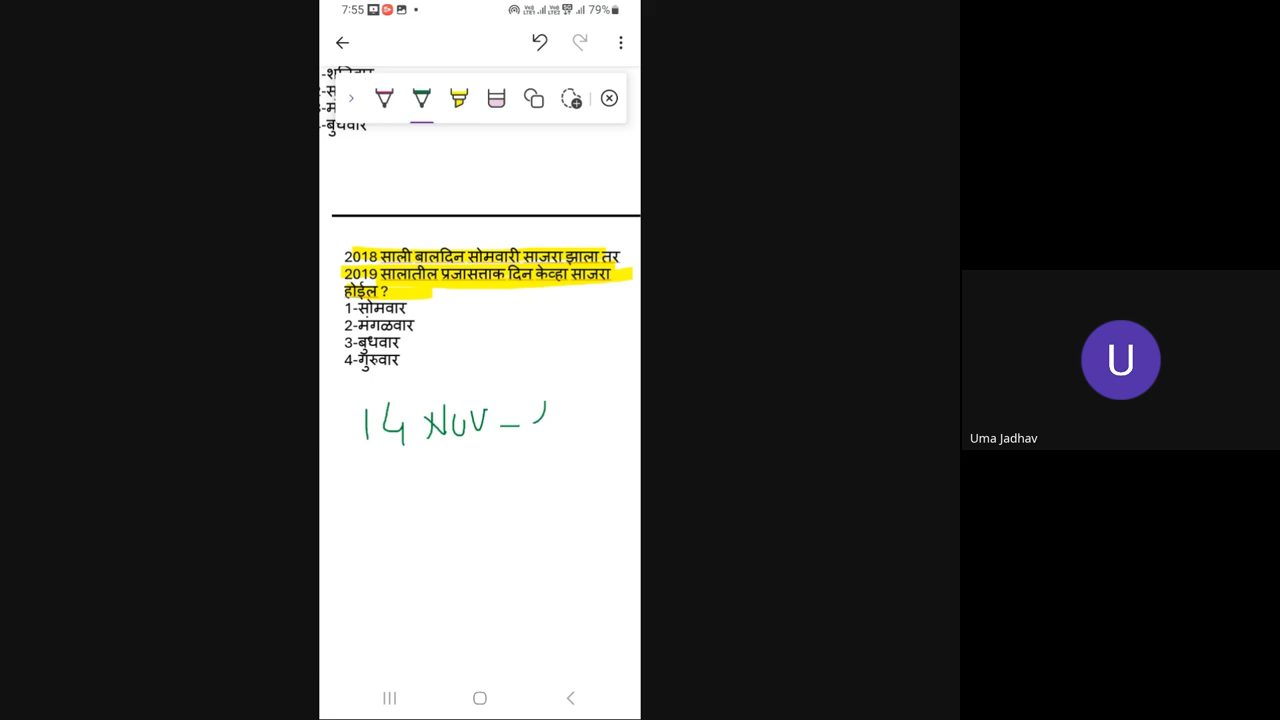 7:55
79%
2018 साली बालदिन सोमवारी साजरा झाला तर
2019 सालातील प्रजासत्ताक दिन केव्हा साजरा
होईल ?
1-सोमवार
2-मंगळवार
3-बुधवार
4-गुरुवार
14 Nov –
U
Uma Jadhav